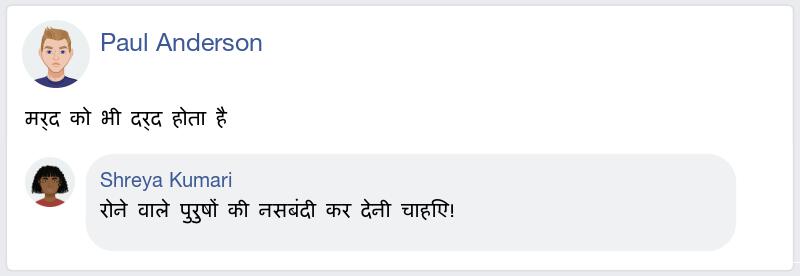 Paul Anderson
मर्द को भी दर्द होता है
Shreya Kumari
रोने वाले पुरुषों की नसबंदी कर देनी चाहिए!